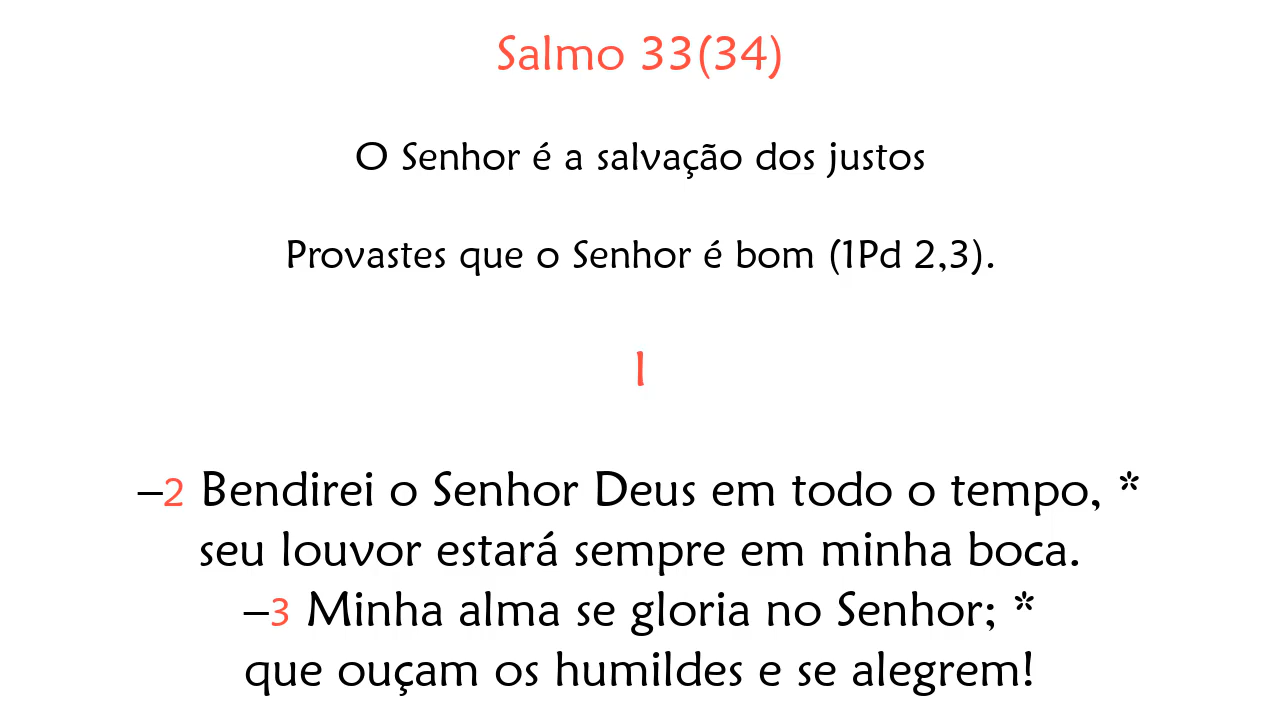 Salmo 33(34)
O Senhor é a salvação dos justos
Provastes que o Senhor é bom (1Pd 2,3).
I
–2 Bendirei o Senhor Deus em todo o tempo, *
seu louvor estará sempre em minha boca.
–3 Minha alma se gloria no Senhor; *
que ouçam os humildes e se alegrem!